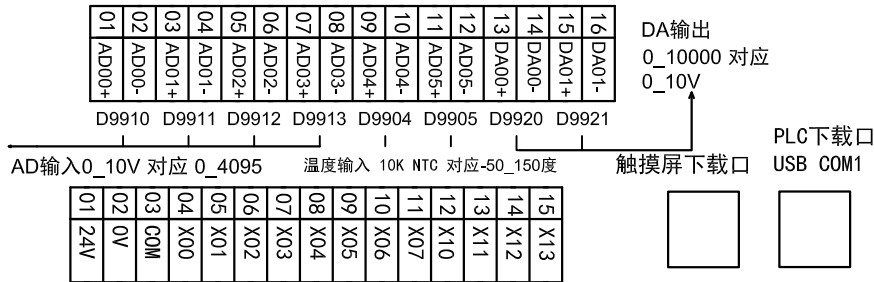 01 02 03 04 05 06 07 08 09 10 11 12 13 14 15 16
AD00+ AD00- AD01+ AD01- AD02+ AD02- AD03+ AD03- AD04+ AD04- AD05+ AD05- DA00+ DA00- DA01+ DA01-
DA输出
0_10000 对应
0_10V
D9910 D9911 D9912 D9913 D9904 D9905 D9920 D9921
AD输入0_10V 对应 0_4095
温度输入 10K NTC 对应-50_150度
触摸屏下载口
PLC下载口
USB COM1
01 02 03 04 05 06 07 08 09 10 11 12 13 14 15
24V 0V COM X00 X01 X02 X03 X04 X05 X06 X07 X10 X11 X12 X13